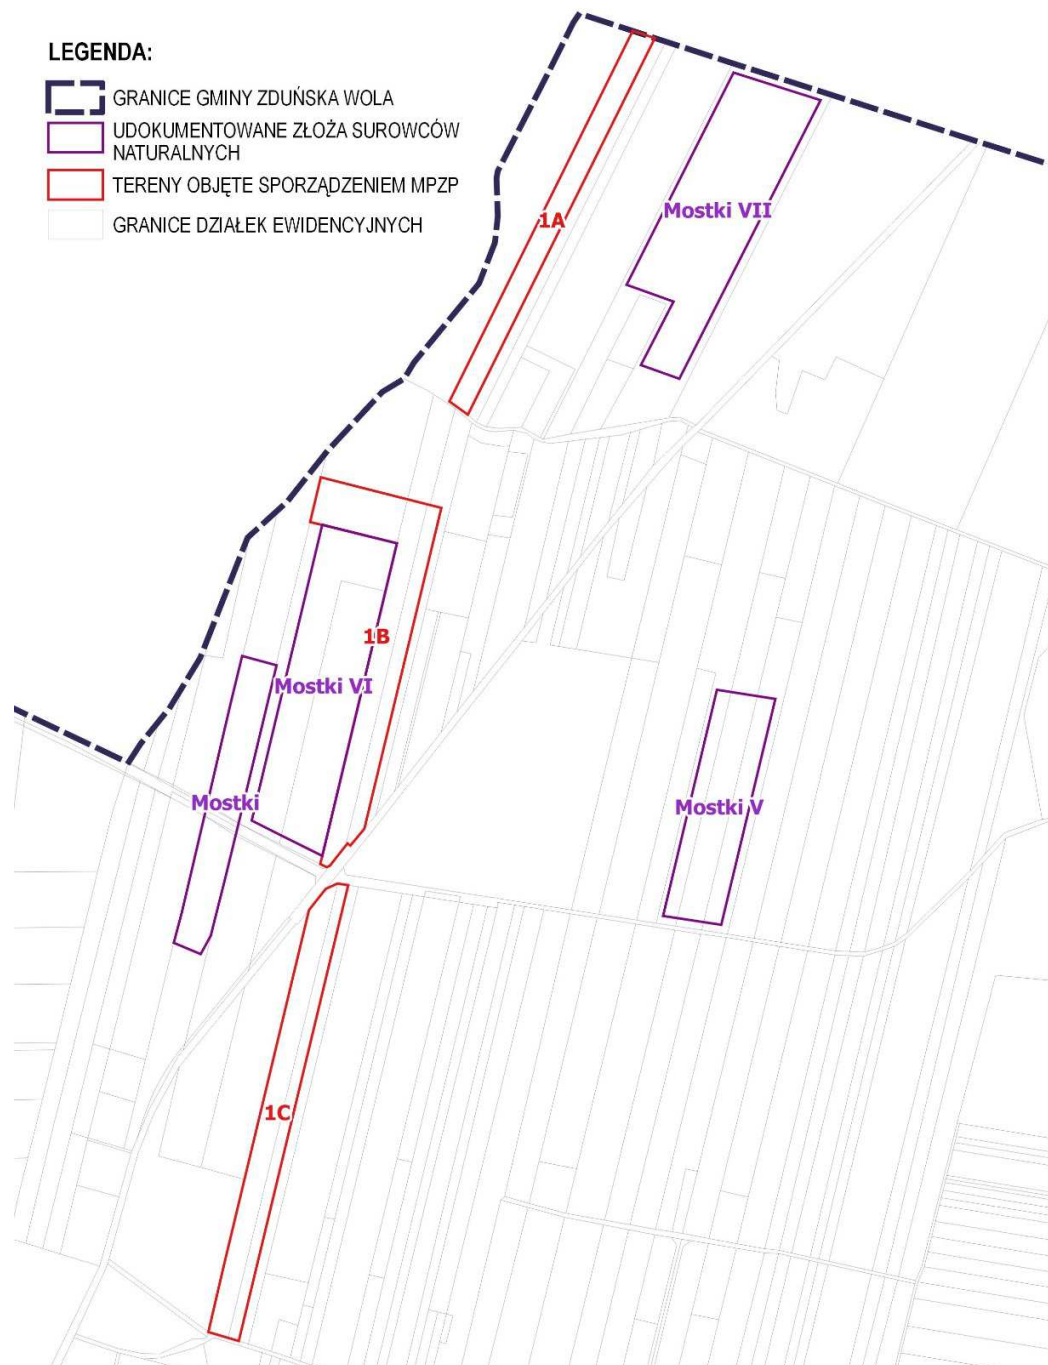 LEGENDA:
GRANICE GMINY ZDUŃSKA WOLA
UDOKUMENTOWANE ZŁOŻA SUROWCÓW
NATURALNYCH
TERENY OBJĘTE SPORZĄDZENIEM MPZP
GRANICE DZIAŁEK EWIDENCYJNYCH
1A
Mostki VII
1B
Mostki VI
Mostki
Mostki V
1C